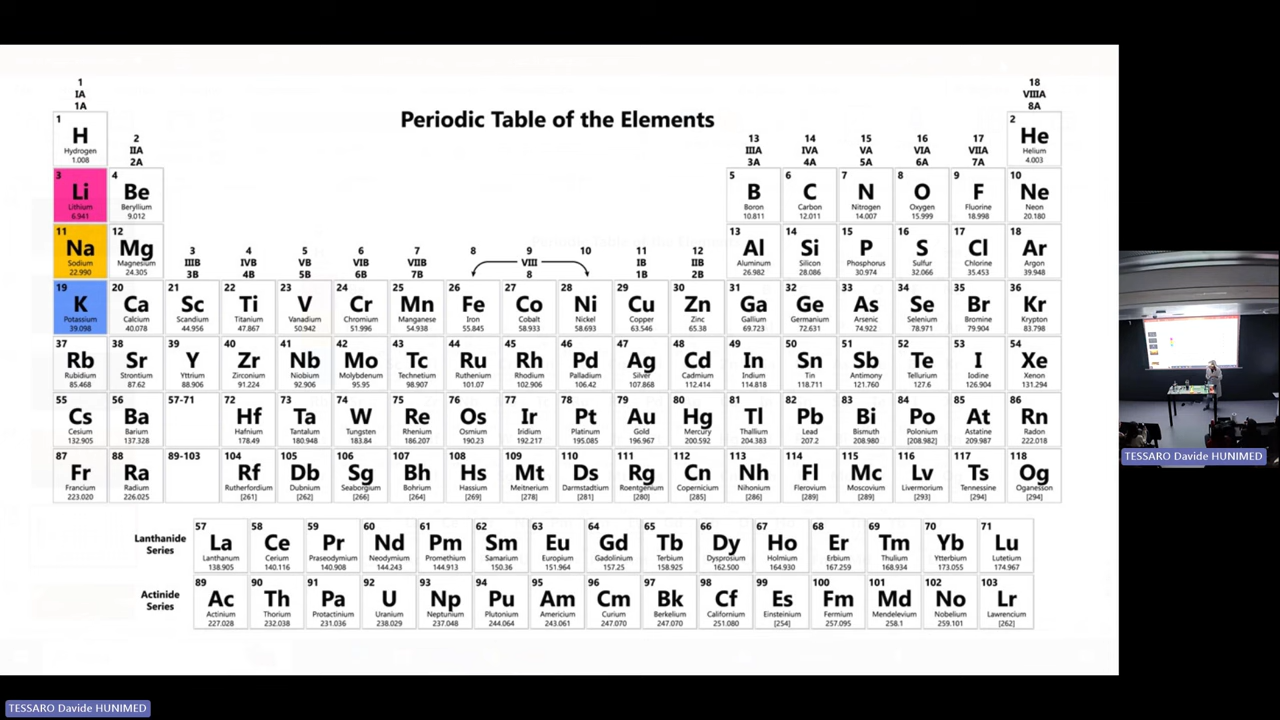 1
IA
1A
18
VIIIA
8A
Periodic Table of the Elements
2
IIA
2A
13
IIIA
3A
14
IVA
4A
15
VA
5A
16
VIA
6A
17
VIIA
7A
3
IIIB
3B
4
IVB
4B
5
VB
5B
6
VIB
6B
7
VIIB
7B
8
9
10
VIII
8
11
IB
1B
12
IIB
2B
1
H
Hydrogen
1.008
2
He
Helium
4.003
3
Li
Lithium
6.941
4
Be
Beryllium
9.012
5
B
Boron
10.811
6
C
Carbon
12.011
7
N
Nitrogen
14.007
8
O
Oxygen
15.999
9
F
Fluorine
18.998
10
Ne
Neon
20.180
11
Na
Sodium
22.990
12
Mg
Magnesium
24.305
13
Al
Aluminum
26.982
14
Si
Silicon
28.086
15
P
Phosphorus
30.974
16
S
Sulfur
32.066
17
Cl
Chlorine
35.453
18
Ar
Argon
39.948
19
K
Potassium
39.098
20
Ca
Calcium
40.078
21
Sc
Scandium
44.956
22
Ti
Titanium
47.867
23
V
Vanadium
50.942
24
Cr
Chromium
51.996
25
Mn
Manganese
54.938
26
Fe
Iron
55.845
27
Co
Cobalt
58.933
28
Ni
Nickel
58.693
29
Cu
Copper
63.546
30
Zn
Zinc
65.38
31
Ga
Gallium
69.723
32
Ge
Germanium
72.631
33
As
Arsenic
74.922
34
Se
Selenium
78.971
35
Br
Bromine
79.904
36
Kr
Krypton
83.798
37
Rb
Rubidium
85.468
38
Sr
Strontium
87.62
39
Y
Yttrium
88.906
40
Zr
Zirconium
91.224
41
Nb
Niobium
92.906
42
Mo
Molybdenum
95.95
43
Tc
Technetium
98.907
44
Ru
Ruthenium
101.07
45
Rh
Rhodium
102.906
46
Pd
Palladium
106.42
47
Ag
Silver
107.868
48
Cd
Cadmium
112.414
49
In
Indium
114.818
50
Sn
Tin
118.711
51
Sb
Antimony
121.760
52
Te
Tellurium
127.6
53
I
Iodine
126.904
54
Xe
Xenon
131.294
55
Cs
Cesium
132.905
56
Ba
Barium
137.328
57-71
72
Hf
Hafnium
178.49
73
Ta
Tantalum
180.948
74
W
Tungsten
183.84
75
Re
Rhenium
186.207
76
Os
Osmium
190.23
77
Ir
Iridium
192.217
78
Pt
Platinum
195.085
79
Au
Gold
196.967
80
Hg
Mercury
200.592
81
Tl
Thallium
204.383
82
Pb
Lead
207.2
83
Bi
Bismuth
208.980
84
Po
Polonium
[208.982]
85
At
Astatine
209.987
86
Rn
Radon
222.018
87
Fr
Francium
223.020
88
Ra
Radium
226.025
89-103
104
Rf
Rutherfordium
[261]
105
Db
Dubnium
[262]
106
Sg
Seaborgium
[266]
107
Bh
Bohrium
[264]
108
Hs
Hassium
[269]
109
Mt
Meitnerium
[278]
110
Ds
Darmstadtium
[281]
111
Rg
Roentgenium
[280]
112
Cn
Copernicium
[285]
113
Nh
Nihonium
[286]
114
Fl
Flerovium
[289]
115
Mc
Moscovium
[289]
116
Lv
Livermorium
[293]
117
Ts
Tennessine
[294]
118
Og
Oganesson
[294]
Lanthanide
Series
57
La
Lanthanum
138.905
58
Ce
Cerium
140.116
59
Pr
Praseodymium
140.908
60
Nd
Neodymium
144.243
61
Pm
Promethium
144.913
62
Sm
Samarium
150.36
63
Eu
Europium
151.964
64
Gd
Gadolinium
157.25
65
Tb
Terbium
158.925
66
Dy
Dysprosium
162.500
67
Ho
Holmium
164.930
68
Er
Erbium
167.259
69
Tm
Thulium
168.934
70
Yb
Ytterbium
173.055
71
Lu
Lutetium
174.967
Actinide
Series
89
Ac
Actinium
227.028
90
Th
Thorium
232.038
91
Pa
Protactinium
231.036
92
U
Uranium
238.029
93
Np
Neptunium
237.048
94
Pu
Plutonium
244.064
95
Am
Americium
243.061
96
Cm
Curium
247.070
97
Bk
Berkelium
247.070
98
Cf
Californium
251.080
99
Es
Einsteinium
[254]
100
Fm
Fermium
257.095
101
Md
Mendelevium
258.1
102
No
Nobelium
259.101
103
Lr
Lawrencium
[262]
TESSARO Davide HUNIMED
TESSARO Davide HUNIMED